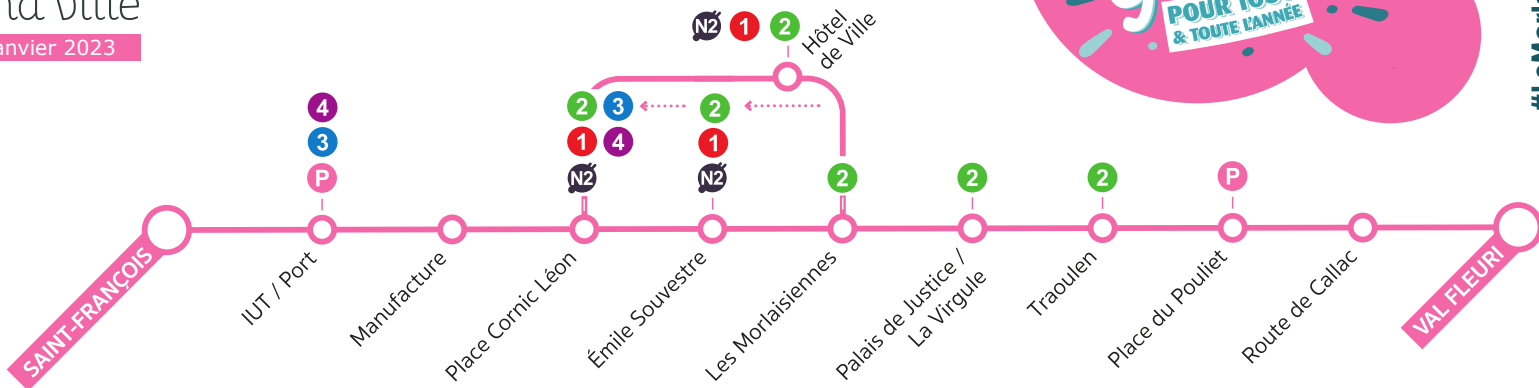 ma ville
anvier 2023
N2 1 2
Hôtel
de Ville
POUR TOUS
& TOUTE L'ANNÉE
4
3
P
2 3
1 4
N2
2
1
N2
2
2
2
P
SAINT-FRANÇOIS
IUT / Port
Manufacture
Place Cornic Léon
Émile Souvestre
Les Morlaisiennes
Palais de Justice /
La Virgule
Traoulen
Place du Pouliet
Route de Callac
VAL FLEURI